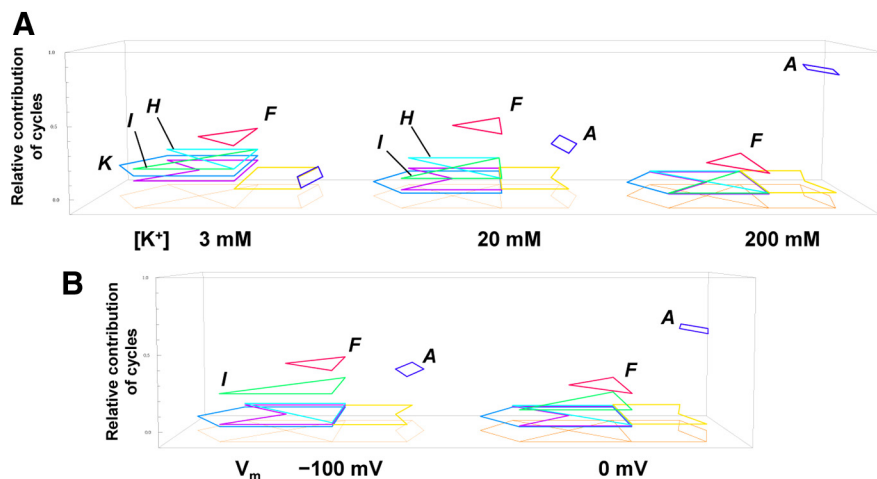 A
Relative contribution
of cycles
1.0
0.5
0.0
K
I
H
F
I
H
F
A
F
A
[K⁺] 3 mM 20 mM 200 mM
B
Relative contribution
of cycles
1.0
0.5
0.0
I
F
A
F
A
Vₘ −100 mV 0 mV